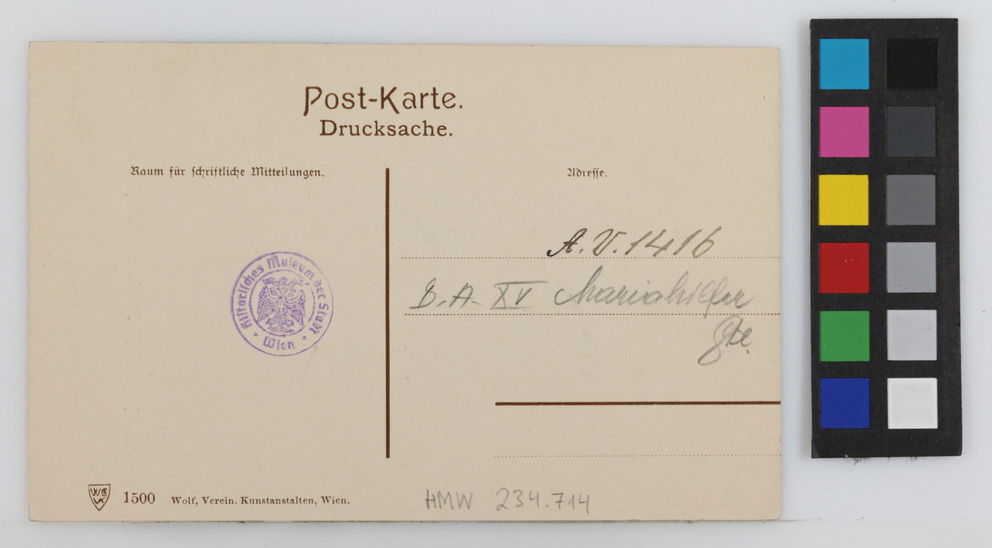 Post-Karte.
Drucksache.
Raum für schriftliche Mitteilungen.
Adresse.
A.V.1416
B.A. XV Mariahilfer
Historisches Museum der Stadt
Wien
1500 Wolf, Verein. Kunstanstalten, Wien.
HMW 234.714